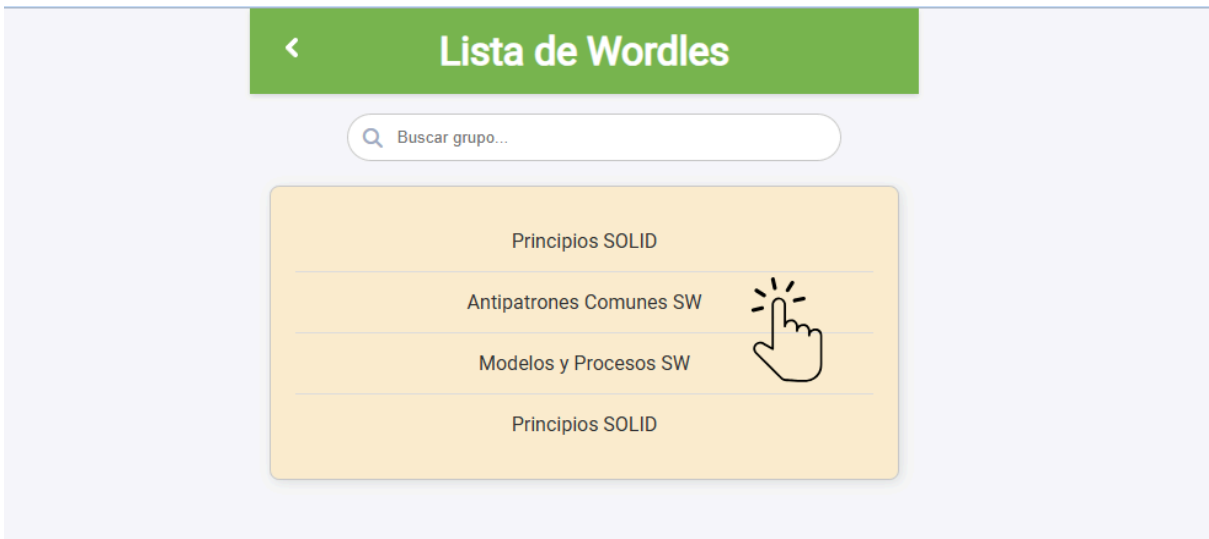 Lista de Wordles
Buscar grupo...
Principios SOLID
Antipatrones Comunes SW
Modelos y Procesos SW
Principios SOLID